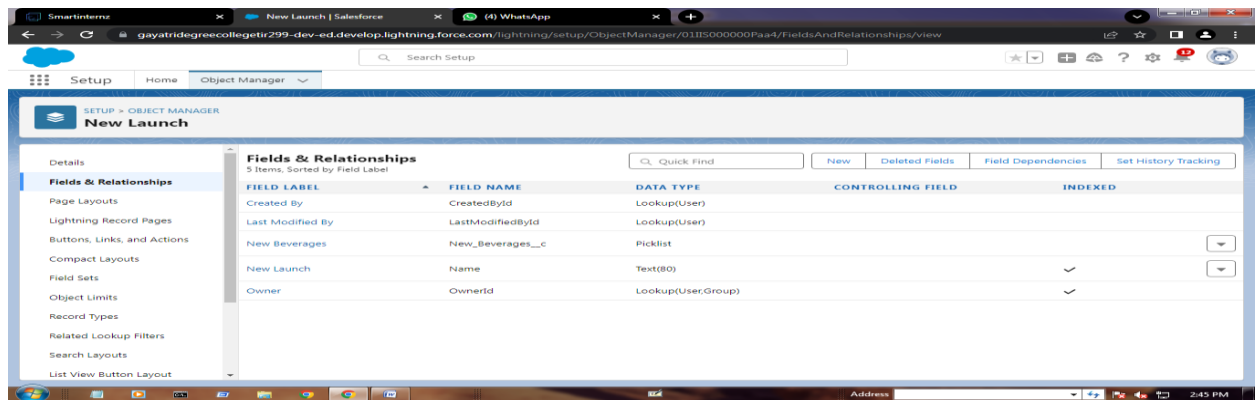 Smartinternz
New Launch | Salesforce
(4) WhatsApp
gayatridegreecollegetir299-dev-ed.develop.lightning.force.com/lightning/setup/ObjectManager/01IIS000000Paa4/FieldsAndRelationships/view
Search Setup
12
Setup Home Object Manager
SETUP > OBJECT MANAGER
New Launch
Details
Fields & Relationships
Page Layouts
Lightning Record Pages
Buttons, Links, and Actions
Compact Layouts
Field Sets
Object Limits
Record Types
Related Lookup Filters
Search Layouts
List View Button Layout
Fields & Relationships
5 Items, Sorted by Field Label
Quick Find
New Deleted Fields Field Dependencies Set History Tracking
FIELD LABEL FIELD NAME DATA TYPE CONTROLLING FIELD INDEXED
Created By CreatedById Lookup(User)
Last Modified By LastModifiedById Lookup(User)
New Beverages New_Beverages__c Picklist
New Launch Name Text(80)
Owner OwnerId Lookup(User,Group)
Address
2:45 PM